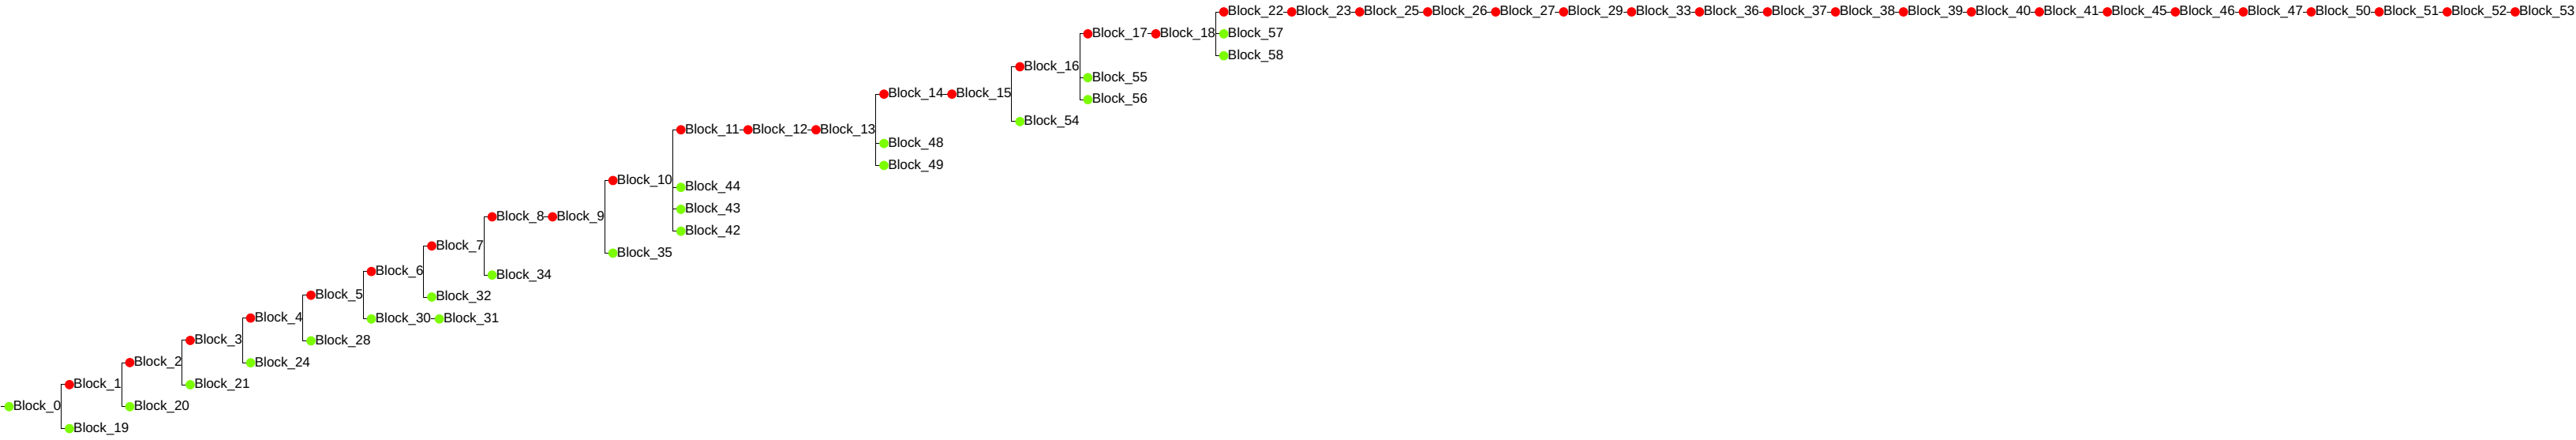 Block_22 Block_23 Block_25 Block_26 Block_27 Block_29 Block_33 Block_36 Block_37 Block_38 Block_39 Block_40 Block_41 Block_45 Block_46 Block_47 Block_50 Block_51 Block_52 Block_53
Block_17 Block_18 Block_57
Block_58
Block_16
Block_55
Block_14 Block_15
Block_56
Block_54
Block_11 Block_12 Block_13
Block_48
Block_49
Block_10
Block_44
Block_43
Block_8 Block_9
Block_42
Block_7
Block_35
Block_6
Block_34
Block_5
Block_32
Block_4
Block_30 Block_31
Block_3
Block_28
Block_2
Block_24
Block_1
Block_21
Block_0
Block_20
Block_19